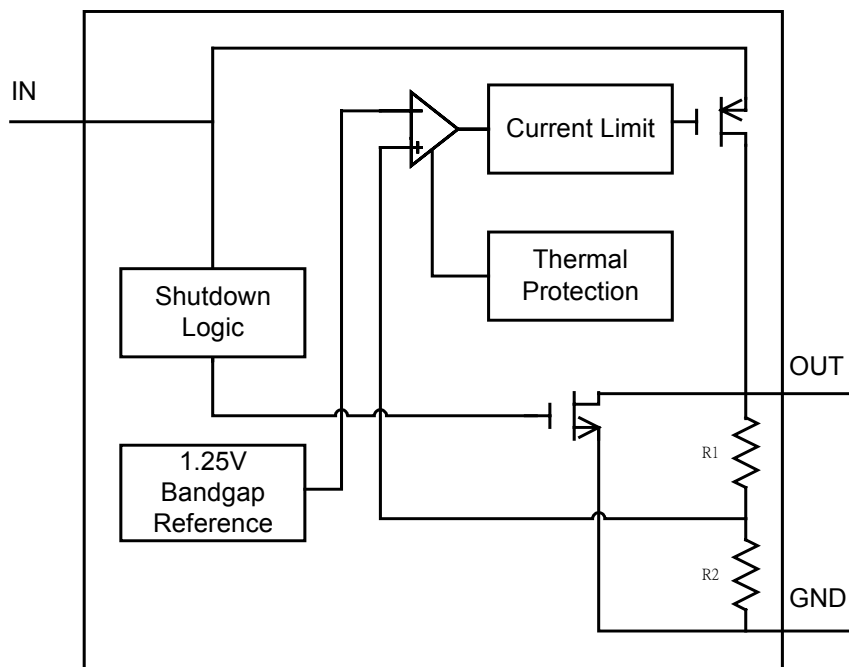 IN
Current Limit
Thermal
Protection
Shutdown
Logic
OUT
R1
1.25V
Bandgap
Reference
R2
GND